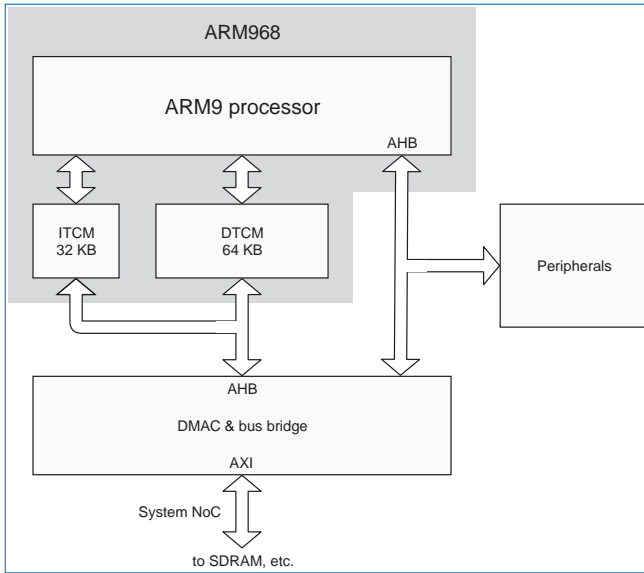 ARM968
ARM9 processor
AHB
ITCM
32 KB
DTCM
64 KB
Peripherals
AHB
DMAC & bus bridge
AXI
System NoC
to SDRAM, etc.